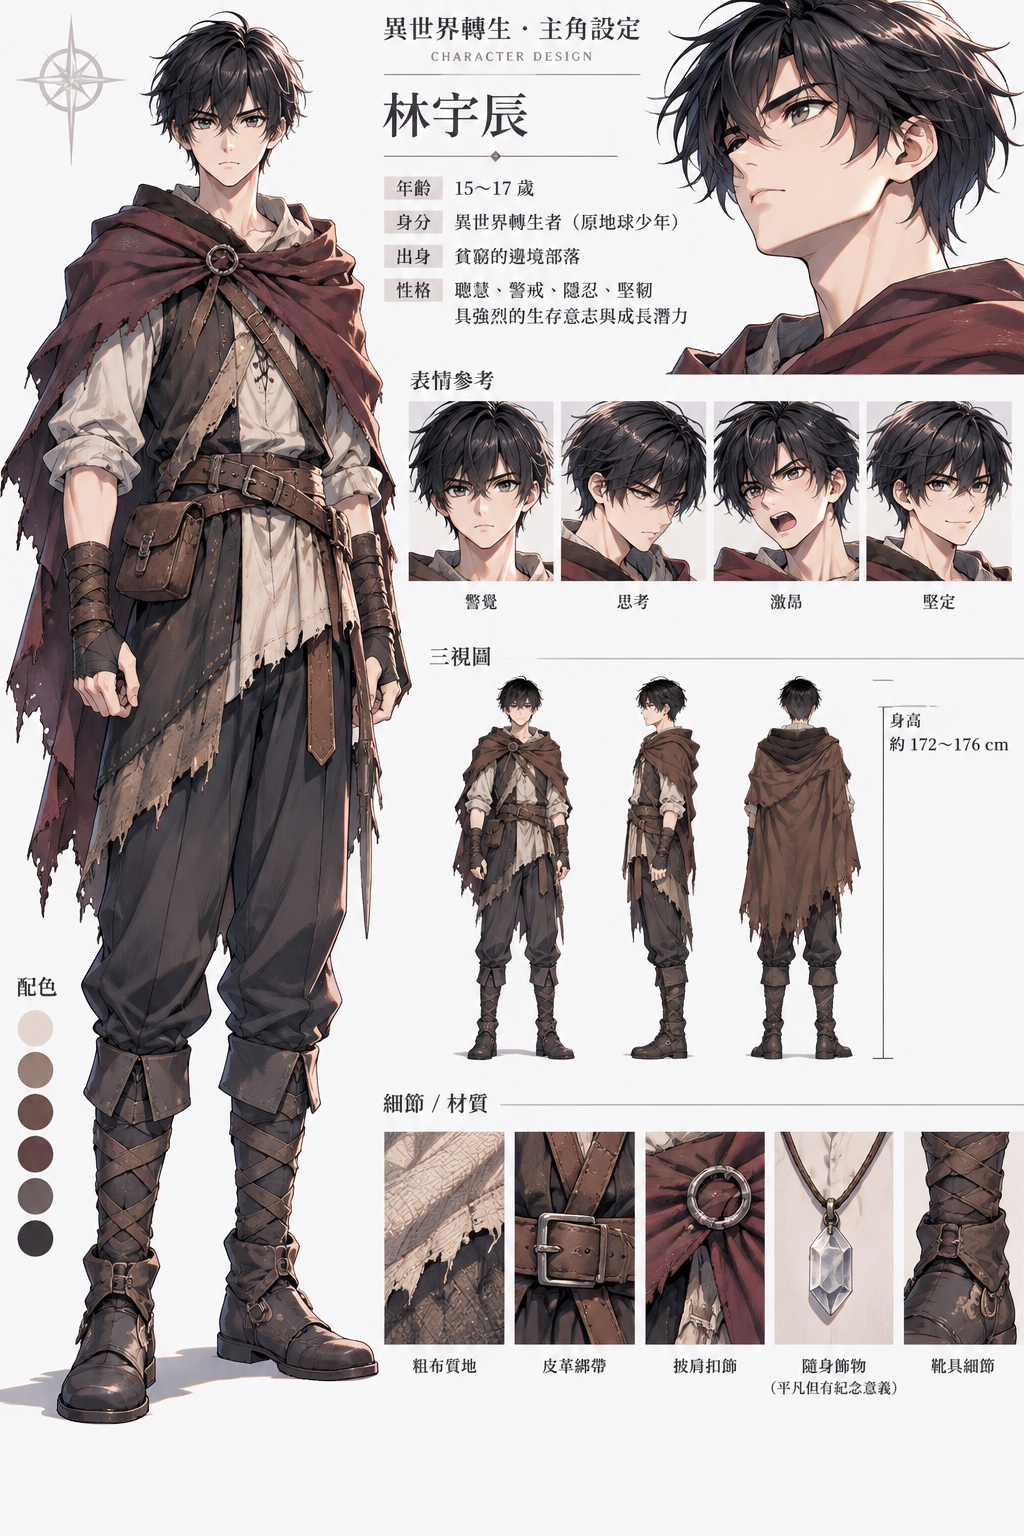 異世界轉生・主角設定
CHARACTER DESIGN
林宇辰
年齡 15～17 歲
身分 異世界轉生者（原地球少年）
出身 貧窮的邊境部落
性格 聰慧、警戒、隱忍、堅韌
具強烈的生存意志與成長潛力
表情參考
警覺
思考
激昂
堅定
三視圖
身高
約 172～176 cm
配色
細節 / 材質
粗布質地
皮革綁帶
披肩扣飾
隨身飾物
（平凡但有紀念意義）
靴具細節